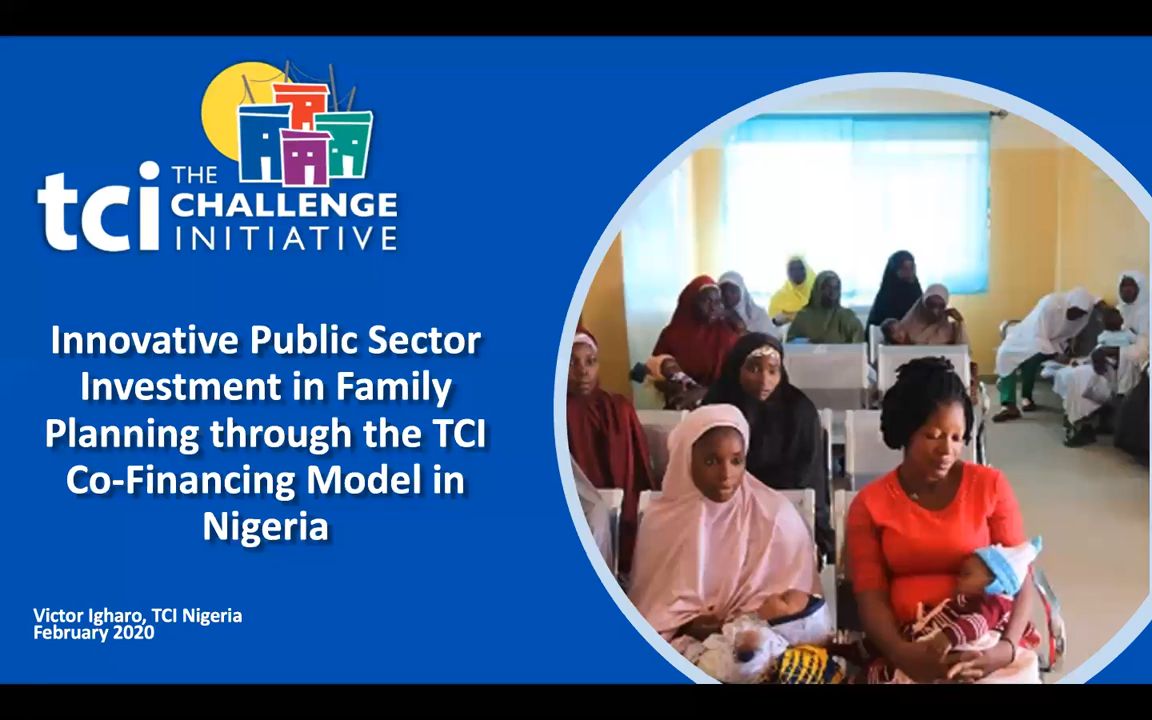 tci THE
CHALLENGE
INITIATIVE
Innovative Public Sector
Investment in Family
Planning through the TCI
Co-Financing Model in
Nigeria
Victor Igharo, TCI Nigeria
February 2020